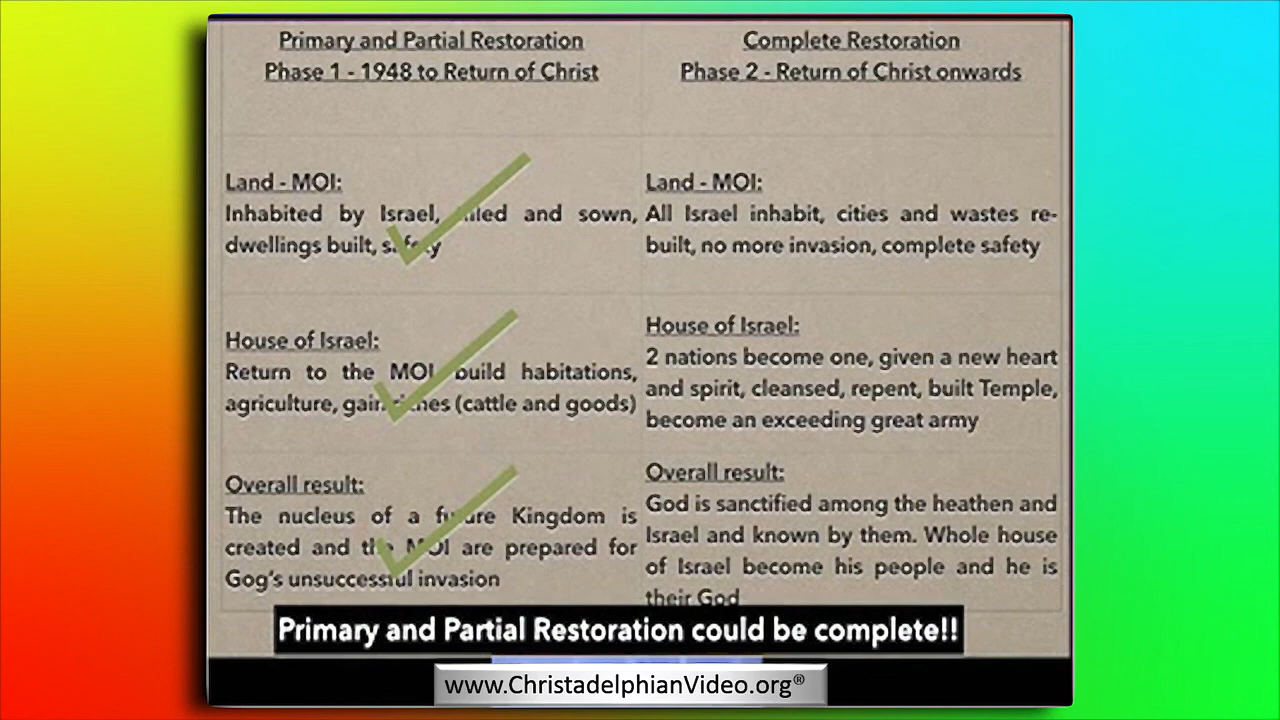 Primary and Partial Restoration
Phase 1 - 1948 to Return of Christ
Complete Restoration
Phase 2 - Return of Christ onwards
Land - MOI:
Inhabited by Israel, tilled and sown,
dwellings built, safety
Land - MOI:
All Israel inhabit, cities and wastes re-
built, no more invasion, complete safety
House of Israel:
Return to the MOI, build habitations,
agriculture, gain riches (cattle and goods)
House of Israel:
2 nations become one, given a new heart
and spirit, cleansed, repent, built Temple,
become an exceeding great army
Overall result:
The nucleus of a future Kingdom is
created and the MOI are prepared for
Gog's unsuccessful invasion
Overall result:
God is sanctified among the heathen and
Israel and known by them. Whole house
of Israel become his people and he is
their God
Primary and Partial Restoration could be complete!!
www.ChristadelphianVideo.org®